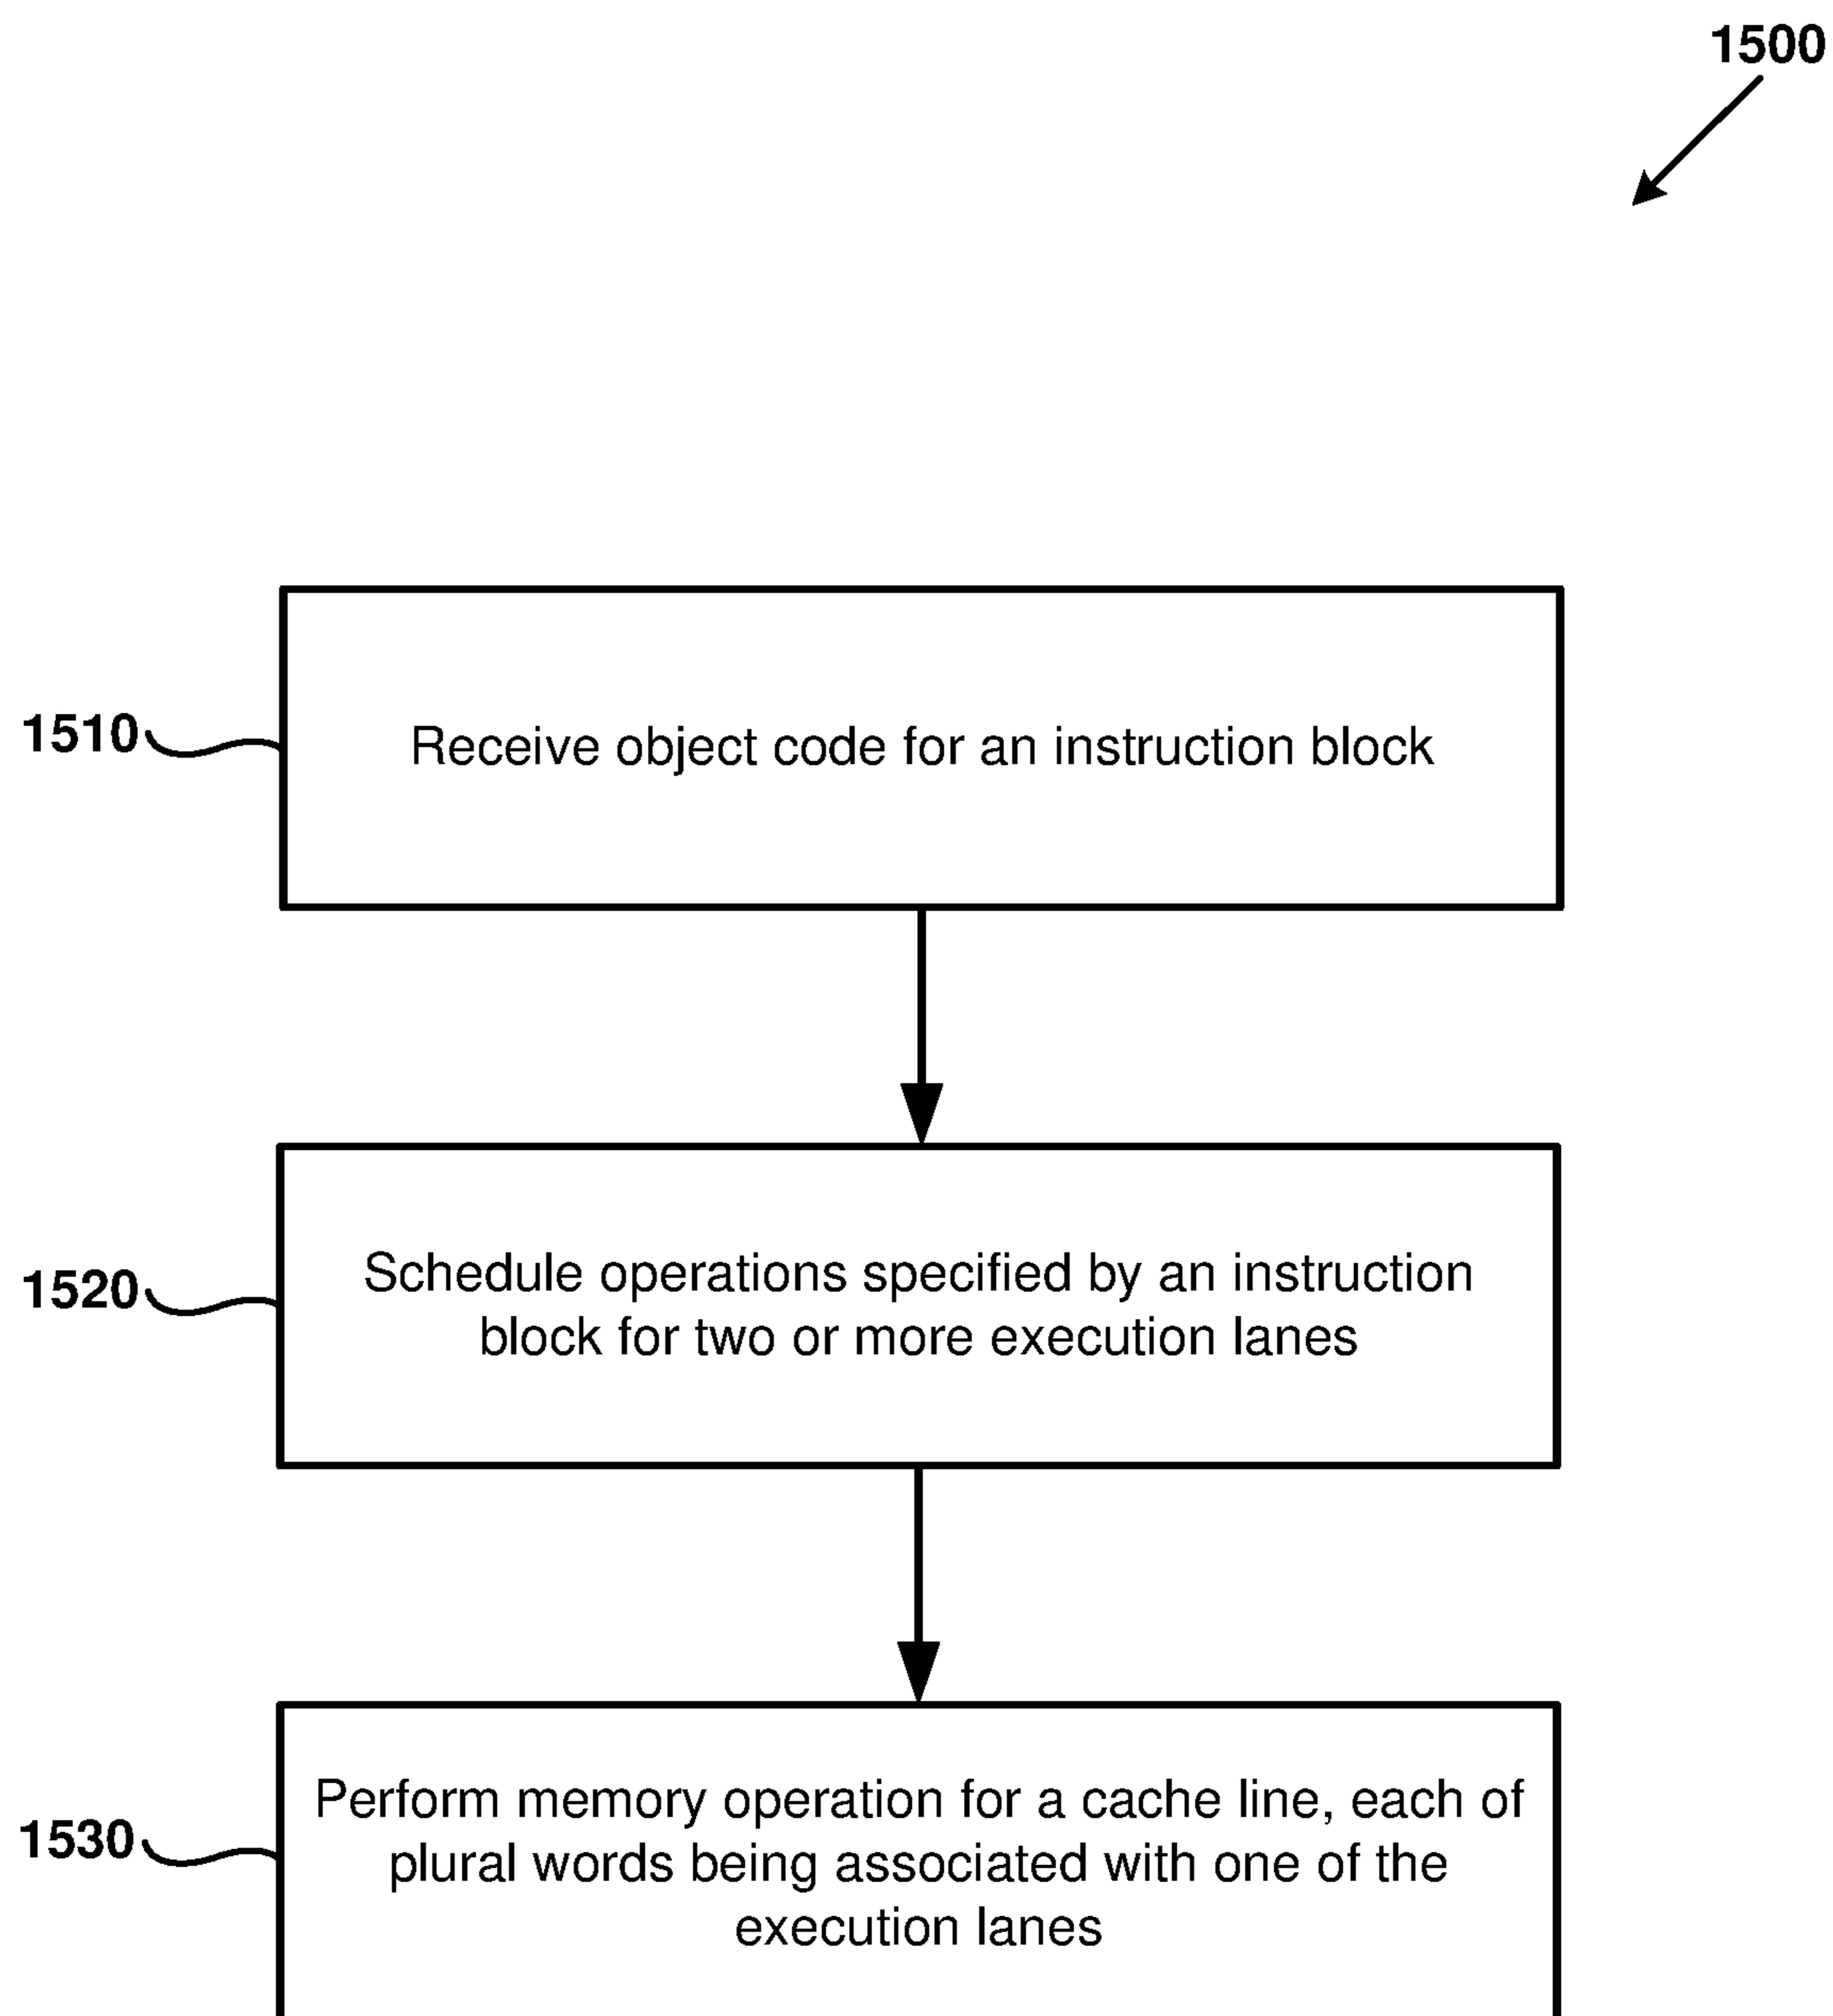 1500
1510
Receive object code for an instruction block
1520
Schedule operations specified by an instruction
block for two or more execution lanes
1530
Perform memory operation for a cache line, each of
plural words being associated with one of the
execution lanes